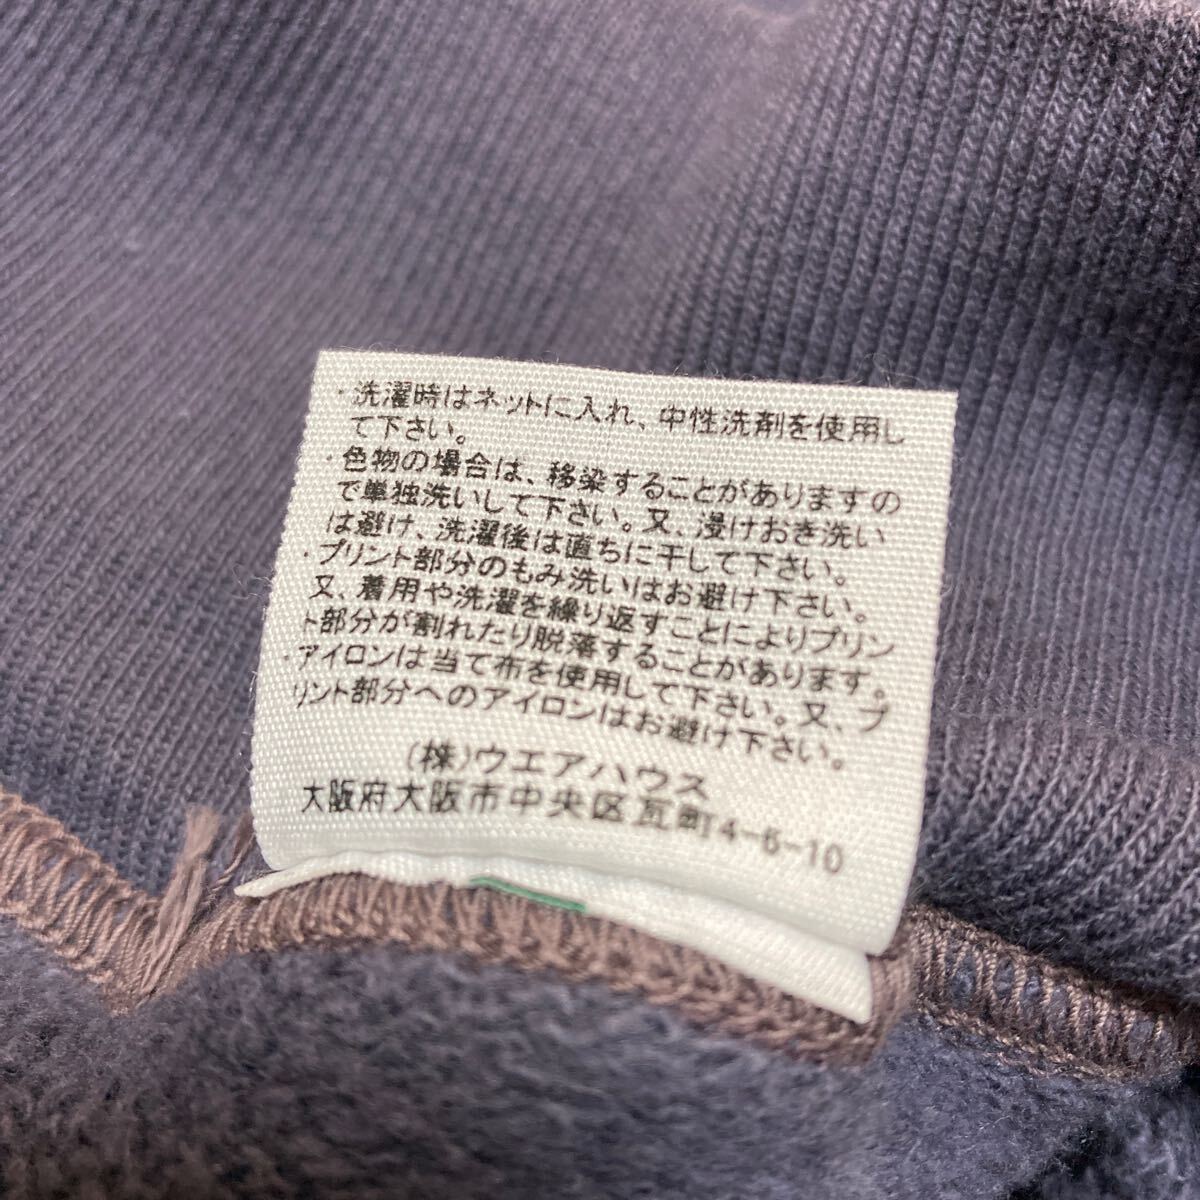 ・洗濯時はネットに入れ、中性洗剤を使用し
て下さい。
・色物の場合は、移染することがありますの
で単独洗いして下さい。又、浸けおき洗い
は避け、洗濯後は直ちに干して下さい。
・プリント部分のもみ洗いはお避け下さい。
又、着用や洗濯を繰り返すことによりプリン
ト部分が割れたり脱落することがあります。
・アイロンは当て布を使用して下さい。又、プ
リント部分へのアイロンはお避け下さい。
(株)ウエアハウス
大阪府大阪市中央区瓦町4-6-10